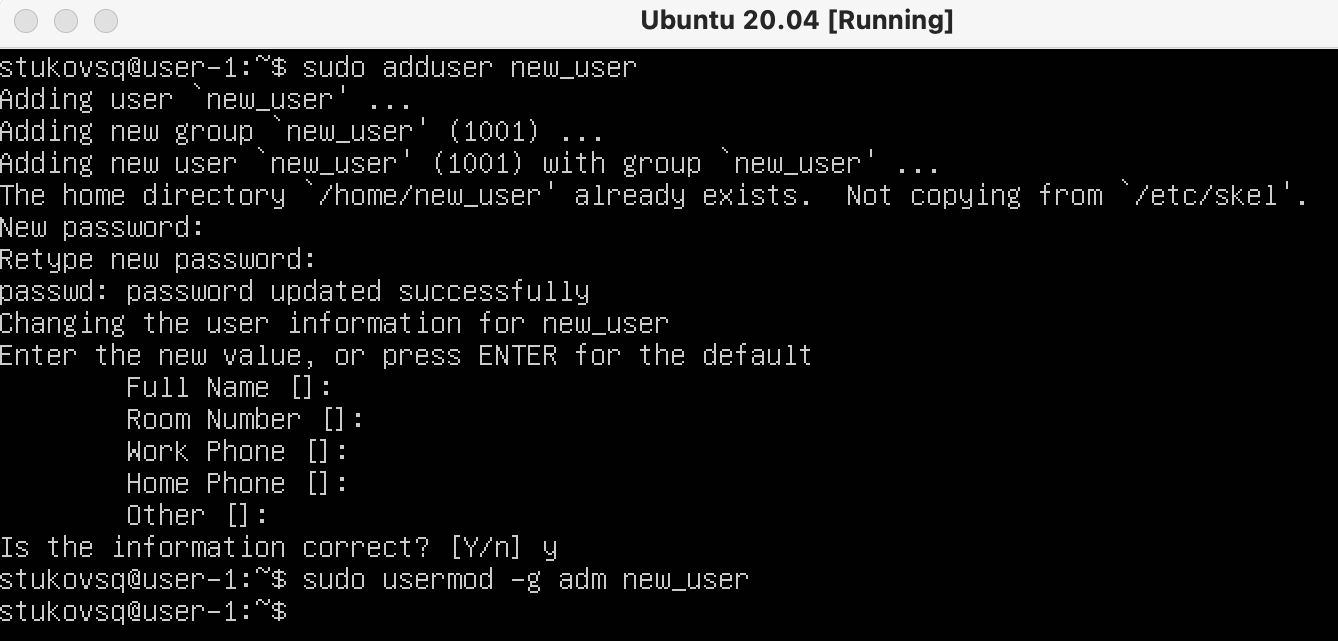 Ubuntu 20.04 [Running]
stukovsq@user-1:~$ sudo adduser new_user
Adding user `new_user' ...
Adding new group `new_user' (1001) ...
Adding new user `new_user' (1001) with group `new_user' ...
The home directory `/home/new_user' already exists.  Not copying from `/etc/skel'.
New password:
Retype new password:
passwd: password updated successfully
Changing the user information for new_user
Enter the new value, or press ENTER for the default
        Full Name []:
        Room Number []:
        Work Phone []:
        Home Phone []:
        Other []:
Is the information correct? [Y/n] y
stukovsq@user-1:~$ sudo usermod -g adm new_user
stukovsq@user-1:~$